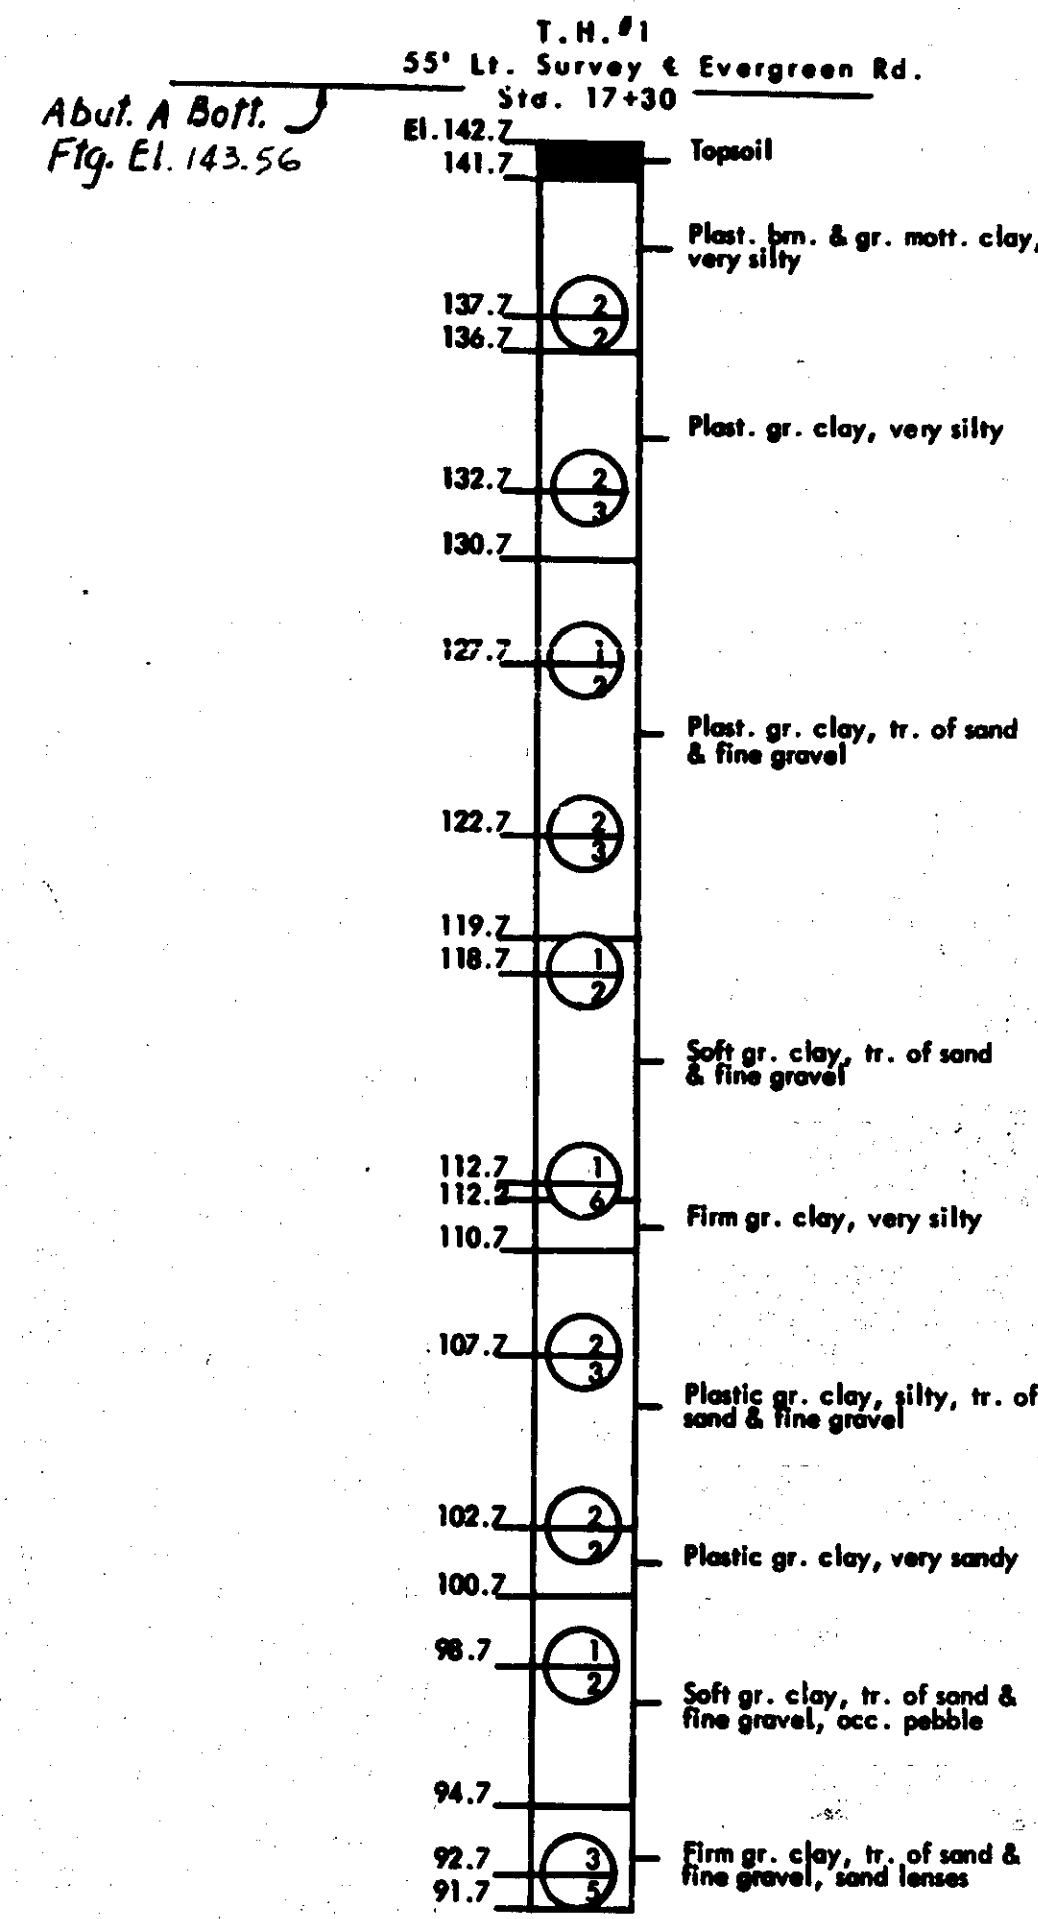 T.H.#1
55' Lt. Survey ℄ Evergreen Rd.
Sta. 17+30
Abut. A Bott.
Ftg. El. 143.56
El. 142.7
Topsoil
141.7
Plast. brn. & gr. mott. clay,
very silty
137.7
2
2
136.7
Plast. gr. clay, very silty
132.7
2
3
130.7
127.7
1
2
Plast. gr. clay, tr. of sand
& fine gravel
122.7
2
3
119.7
118.7
1
2
Soft gr. clay, tr. of sand
& fine gravel
112.7
1
112.2
6
Firm gr. clay, very silty
110.7
107.7
2
3
Plastic gr. clay, silty, tr. of
sand & fine gravel
102.7
2
2
Plastic gr. clay, very sandy
100.7
98.7
1
2
Soft gr. clay, tr. of sand &
fine gravel, occ. pebble
94.7
Firm gr. clay, tr. of sand &
fine gravel, sand lenses
92.7
3
5
91.7